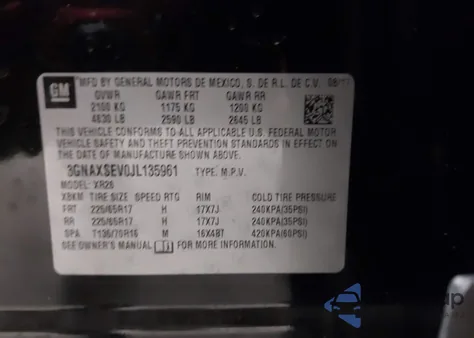 GM
MFD BY GENERAL MOTORS DE MEXICO, S. DE R.L. DE C.V. 08/17
GVWR GAWR FRT GAWR RR
2100 KG 1175 KG 1200 KG
4630 LB 2590 LB 2645 LB
THIS VEHICLE CONFORMS TO ALL APPLICABLE U.S. FEDERAL MOTOR
VEHICLE SAFETY AND THEFT PREVENTION STANDARDS IN EFFECT
ON THE DATE OF MANUFACTURE SHOWN ABOVE.
3GNAXSEV0JL135961 TYPE: M.P.V.
MODEL: XR26
TIRE SIZE SPEED RTG RIM COLD TIRE PRESSURE
FRT 225/65R17 H 17X7J 240KPA(35PSI)
RR 225/65R17 H 17X7J 240KPA(35PSI)
SPA T135/70R16 M 16X4BT 420KPA(60PSI)
SEE OWNER'S MANUAL FOR MORE INFORMATION.